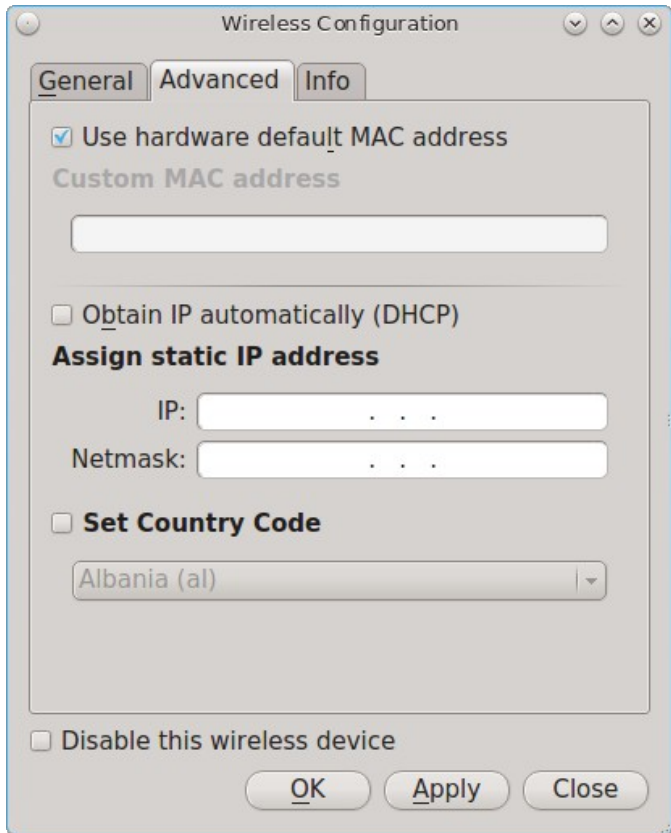 Wireless Configuration
General Advanced Info
Use hardware default MAC address
Custom MAC address
Obtain IP automatically (DHCP)
Assign static IP address
IP: . . .
Netmask: . . .
Set Country Code
Albania (al)
Disable this wireless device
OK Apply Close